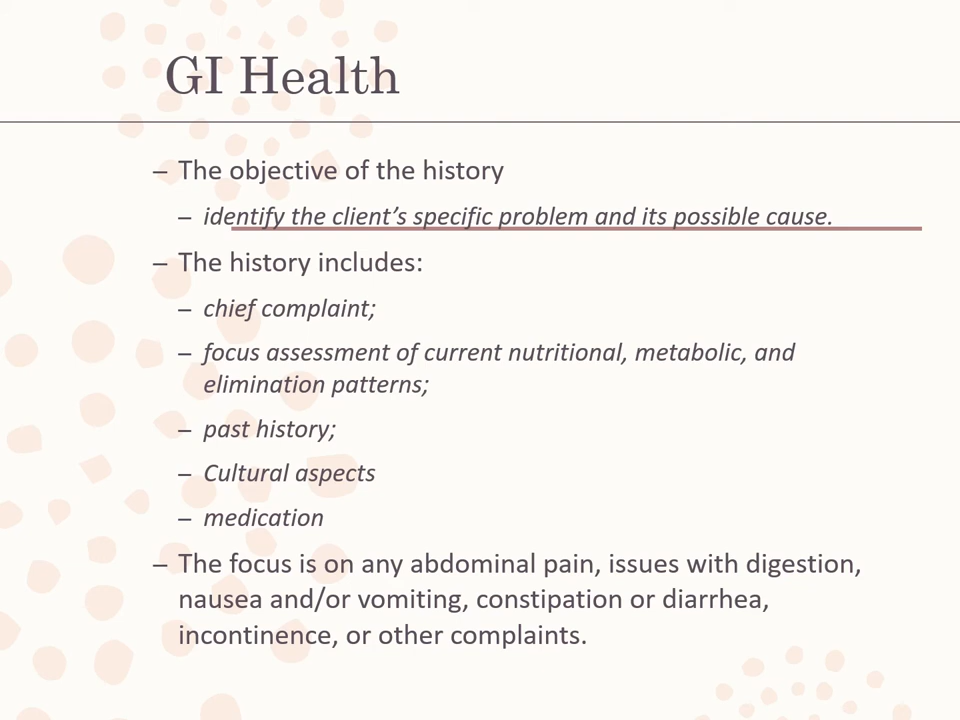 GI Health
– The objective of the history
– identify the client’s specific problem and its possible cause.
– The history includes:
– chief complaint;
– focus assessment of current nutritional, metabolic, and
elimination patterns;
– past history;
– Cultural aspects
– medication
– The focus is on any abdominal pain, issues with digestion,
nausea and/or vomiting, constipation or diarrhea,
incontinence, or other complaints.